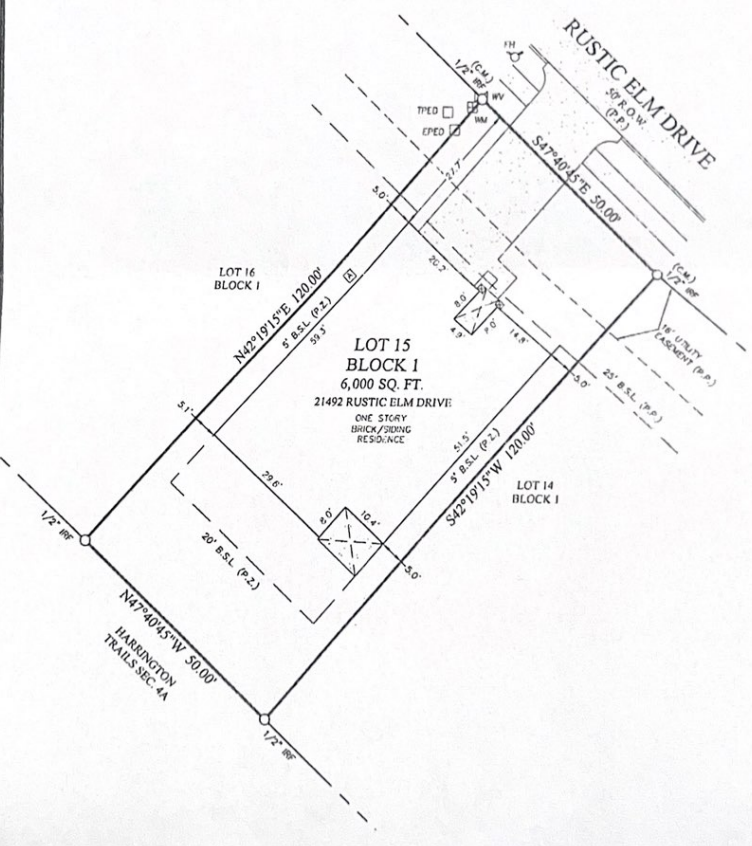 RUSTIC ELM DRIVE
50' R.O.W.
(P.P.)
FH
(C.M.)
1/2" IRF
WV
WM
TPED
EPED
S47°40'45"E 50.00'
21.7'
5.0'
20.2'
(C.M.)
1/2" IRF
LOT 16
BLOCK 1
N42°19'15"E 120.00'
5' B.S.L. (P.Z.)
59.3'
A
8.0'
4.9'
14.8'
16' UTILITY
EASEMENT (P.P.)
25' B.S.L. (P.P.)
5.0'
LOT 15
BLOCK 1
6,000 SQ. FT.
21492 RUSTIC ELM DRIVE
ONE STORY
BRICK/SIDING
RESIDENCE
5.1'
51.5'
5' B.S.L. (P.Z.)
S42°19'15"W 120.00'
LOT 14
BLOCK 1
29.6'
8.0'
10.4'
5.0'
20' B.S.L. (P.Z.)
1/2" IRF
N47°40'45"W 50.00'
HARRINGTON
TRAILS SEC. 4A
1/2" IRF